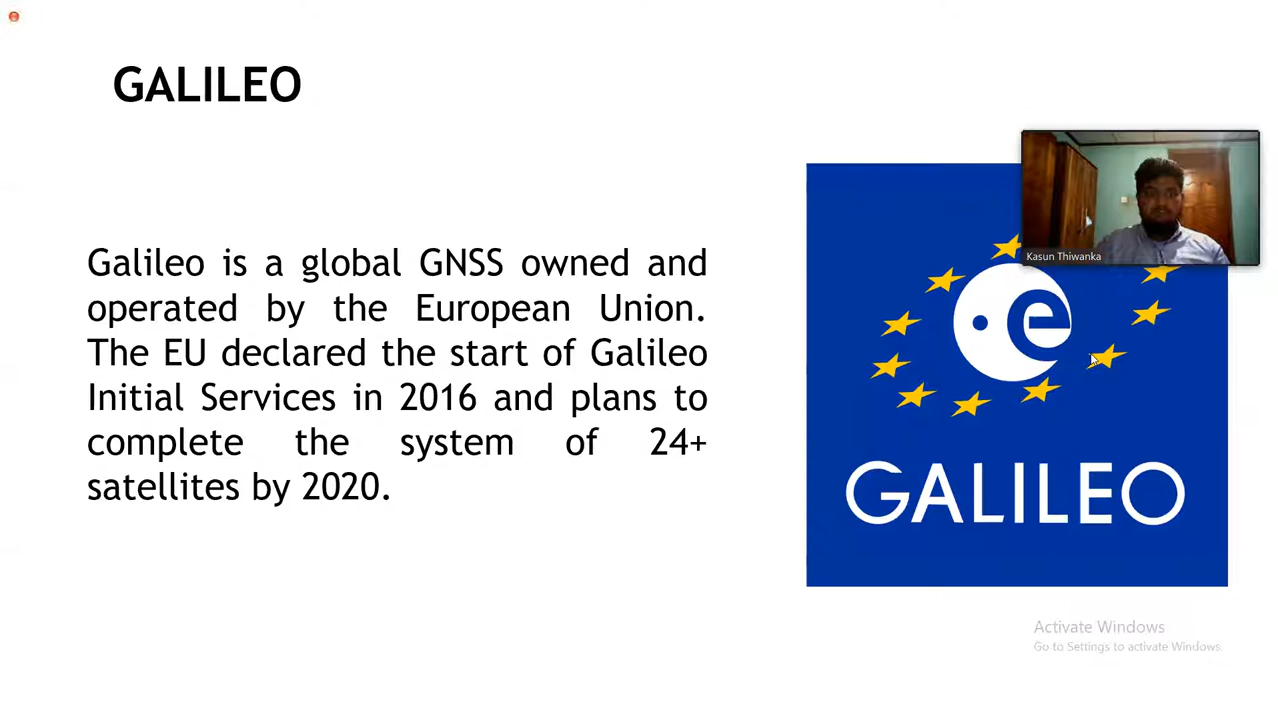 GALILEO
Galileo is a global GNSS owned and
operated by the European Union.
The EU declared the start of Galileo
Initial Services in 2016 and plans to
complete the system of 24+
satellites by 2020.
Kasun Thiwanka
e
GALILEO
Activate Windows
Go to Settings to activate Windows.